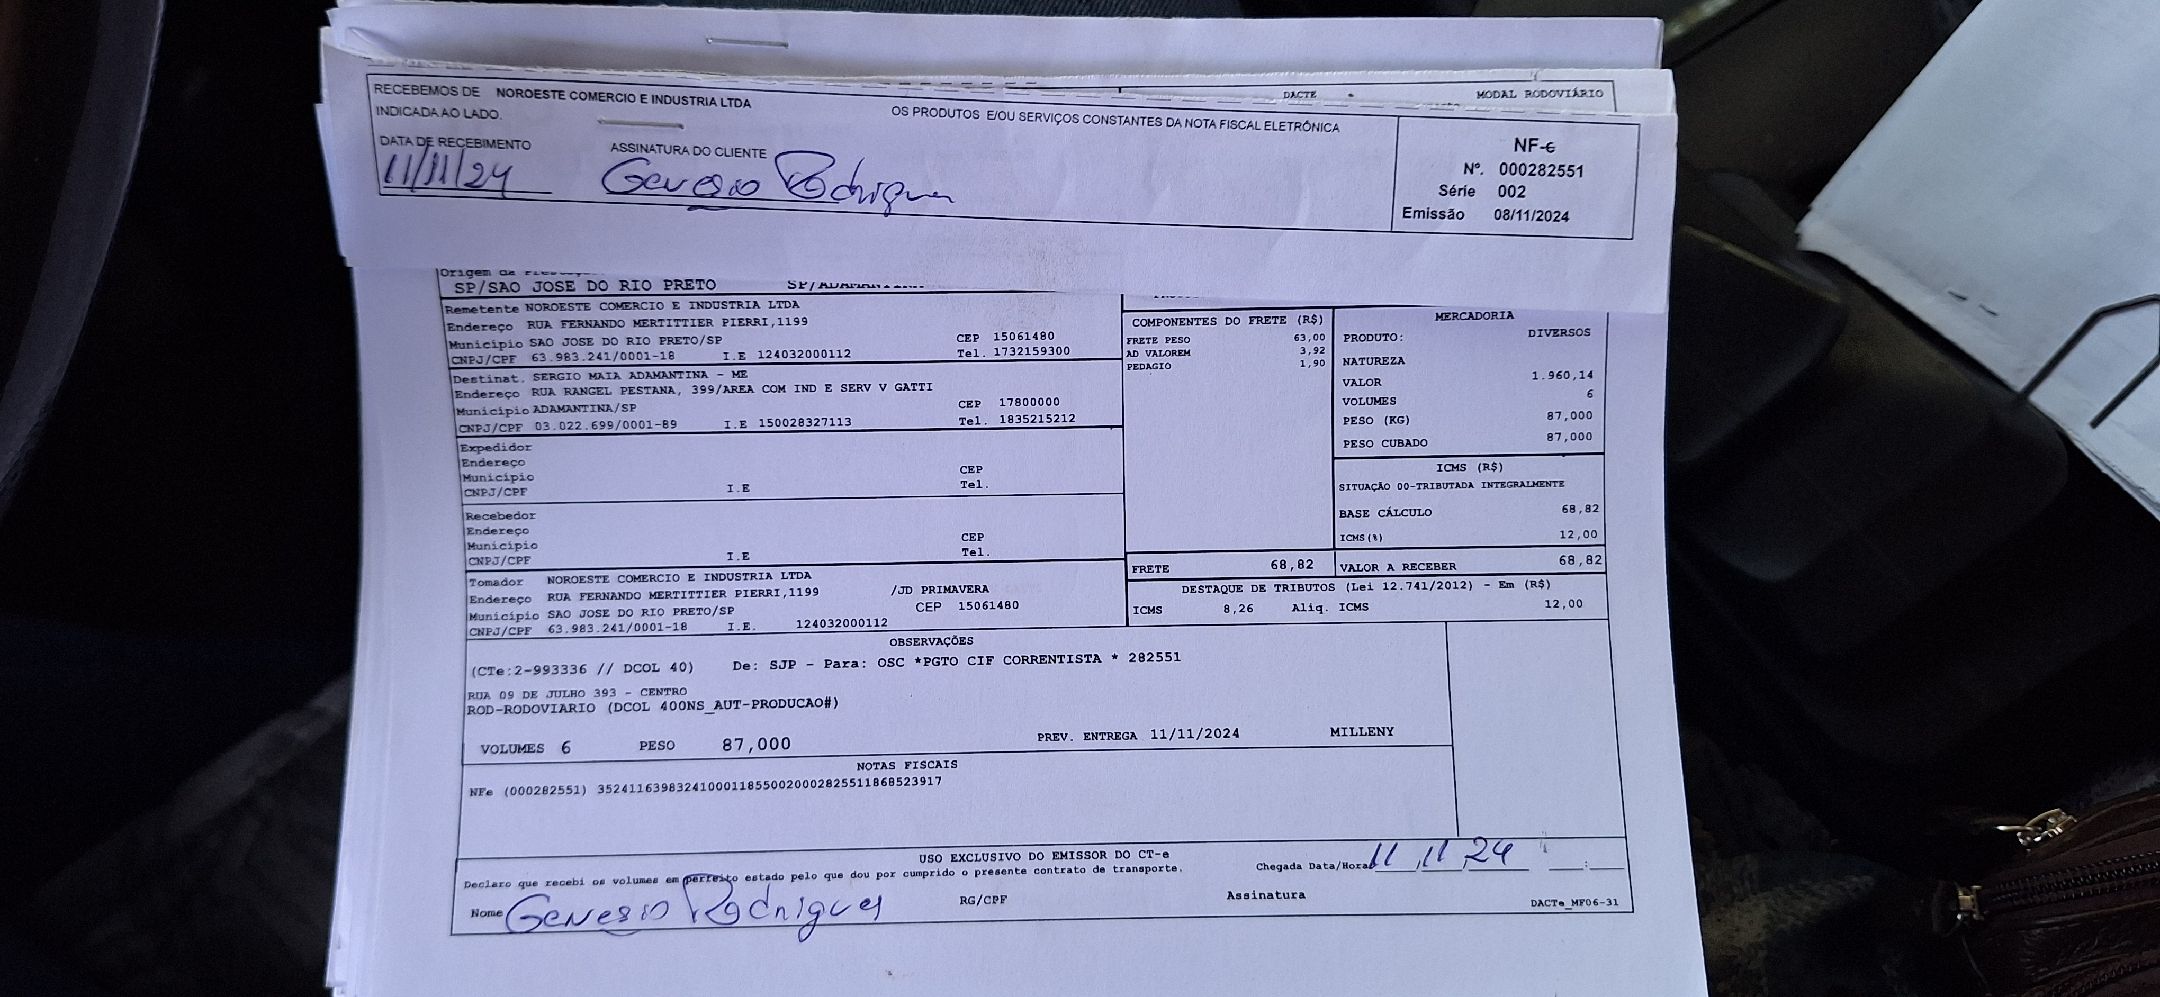 DACTE
MODAL RODOVIÁRIO
RECEBEMOS DE NOROESTE COMERCIO E INDUSTRIA LTDA OS PRODUTOS E/OU SERVIÇOS CONSTANTES DA NOTA FISCAL ELETRÔNICA
INDICADA AO LADO.
DATA DE RECEBIMENTO ASSINATURA DO CLIENTE
11/11/24 Genesio Rodrigues
NF-e
Nº. 000282551
Série 002
Emissão 08/11/2024
Origem da
SP/SAO JOSE DO RIO PRETO SP/ADAMANTINA
Remetente NOROESTE COMERCIO E INDUSTRIA LTDA
Endereço RUA FERNANDO MERTITTIER PIERRI,1199
Município SAO JOSE DO RIO PRETO/SP CEP 15061480
CNPJ/CPF 63.983.241/0001-18 I.E 124032000112 Tel. 1732159300
Destinat. SERGIO MAIA ADAMANTINA - ME
Endereço RUA RANGEL PESTANA, 399/AREA COM IND E SERV V GATTI
Município ADAMANTINA/SP CEP 17800000
CNPJ/CPF 03.022.699/0001-89 I.E 150028327113 Tel. 1835215212
Expedidor
Endereço
Município CEP
CNPJ/CPF I.E Tel.
Recebedor
Endereço
Município CEP
CNPJ/CPF I.E Tel.
Tomador NOROESTE COMERCIO E INDUSTRIA LTDA
Endereço RUA FERNANDO MERTITTIER PIERRI,1199 /JD PRIMAVERA
Município SAO JOSE DO RIO PRETO/SP CEP 15061480
CNPJ/CPF 63.983.241/0001-18 I.E. 124032000112
COMPONENTES DO FRETE (R$)
FRETE PESO 63,00
AD VALOREM 3,92
PEDAGIO 1,90
FRETE 68,82
MERCADORIA
PRODUTO: DIVERSOS
NATUREZA
VALOR 1.960,14
VOLUMES 6
PESO (KG) 87,000
PESO CUBADO 87,000
ICMS (R$)
SITUAÇÃO 00-TRIBUTADA INTEGRALMENTE
BASE CÁLCULO 68,82
ICMS(%) 12,00
VALOR A RECEBER 68,82
DESTAQUE DE TRIBUTOS (Lei 12.741/2012) - Em (R$)
ICMS 8,26 Aliq. ICMS 12,00
OBSERVAÇÕES
(CTe:2-993336 // DCOL 40) De: SJP - Para: OSC *PGTO CIF CORRENTISTA * 282551
RUA 09 DE JULHO 393 - CENTRO
ROD-RODOVIARIO (DCOL 400NS_AUT-PRODUCAO#)
VOLUMES 6 PESO 87,000 PREV. ENTREGA 11/11/2024 MILLENY
NOTAS FISCAIS
NFe (000282551) 35241163983241000118550020002825511868523917
USO EXCLUSIVO DO EMISSOR DO CT-e
Declaro que recebi os volumes em perfeito estado pelo que dou por cumprido o presente contrato de transporte.
Chegada Data/Hora 11 11 24 :
Nome Genesio Rodrigues RG/CPF Assinatura
DACTe_MF06-31